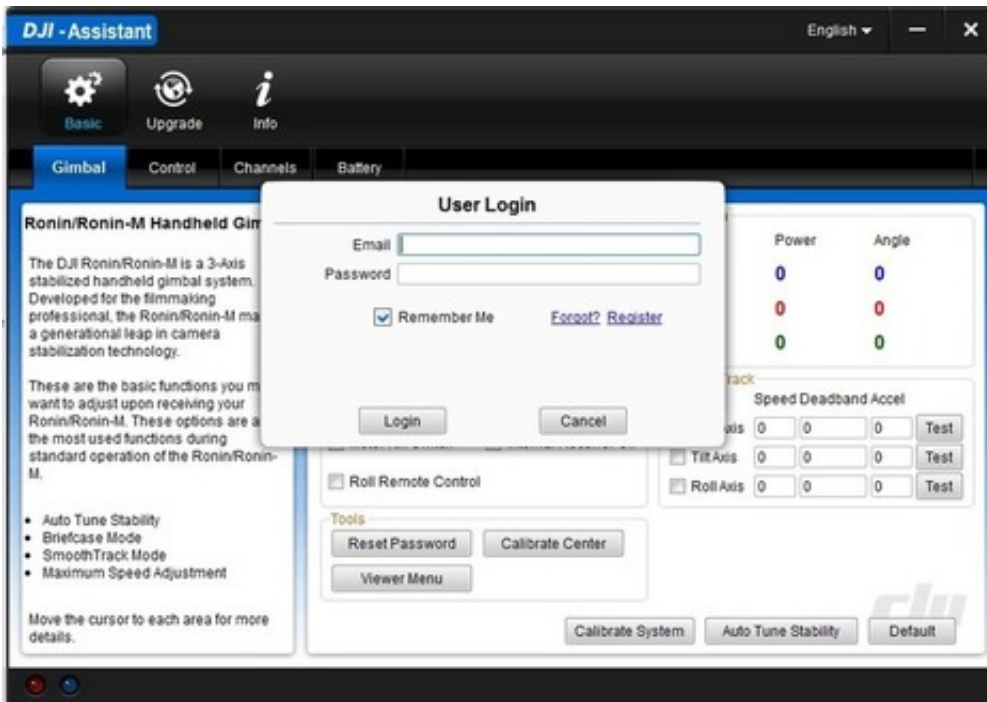 DJI - Assistant
English
Basic
Upgrade
Info
Gimbal
Control
Channels
Battery
Ronin/Ronin-M Handheld Gim
The DJI Ronin/Ronin-M is a 3-Axis
stabilized handheld gimbal system.
Developed for the filmmaking
professional, the Ronin/Ronin-M ma
a generational leap in camera
stabilization technology.
These are the basic functions you m
want to adjust upon receiving your
Ronin/Ronin-M. These options are a
the most used functions during
standard operation of the Ronin/Ronin-
M.
• Auto Tune Stability
• Briefcase Mode
• SmoothTrack Mode
• Maximum Speed Adjustment
Move the cursor to each area for more
details.
User Login
Email
Password
Remember Me
Forgot? Register
Login
Cancel
Roll Remote Control
Tools
Reset Password
Calibrate Center
Viewer Menu
Power Angle
0 0
0 0
0 0
rack
Speed Deadband Accel
xis 0 0 0 Test
Tilt Axis 0 0 0 Test
Roll Axis 0 0 0 Test
Calibrate System
Auto Tune Stability
Default